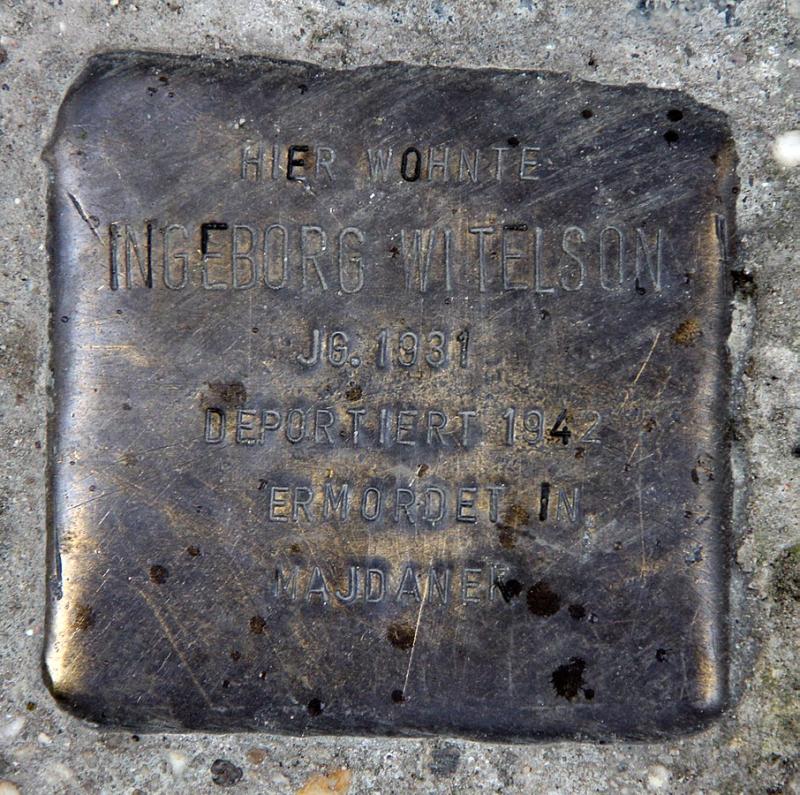 HIER WOHNTE
INGEBORG WITELSON
JG. 1931
DEPORTIERT 1942
ERMORDET IN
MAJDANEK